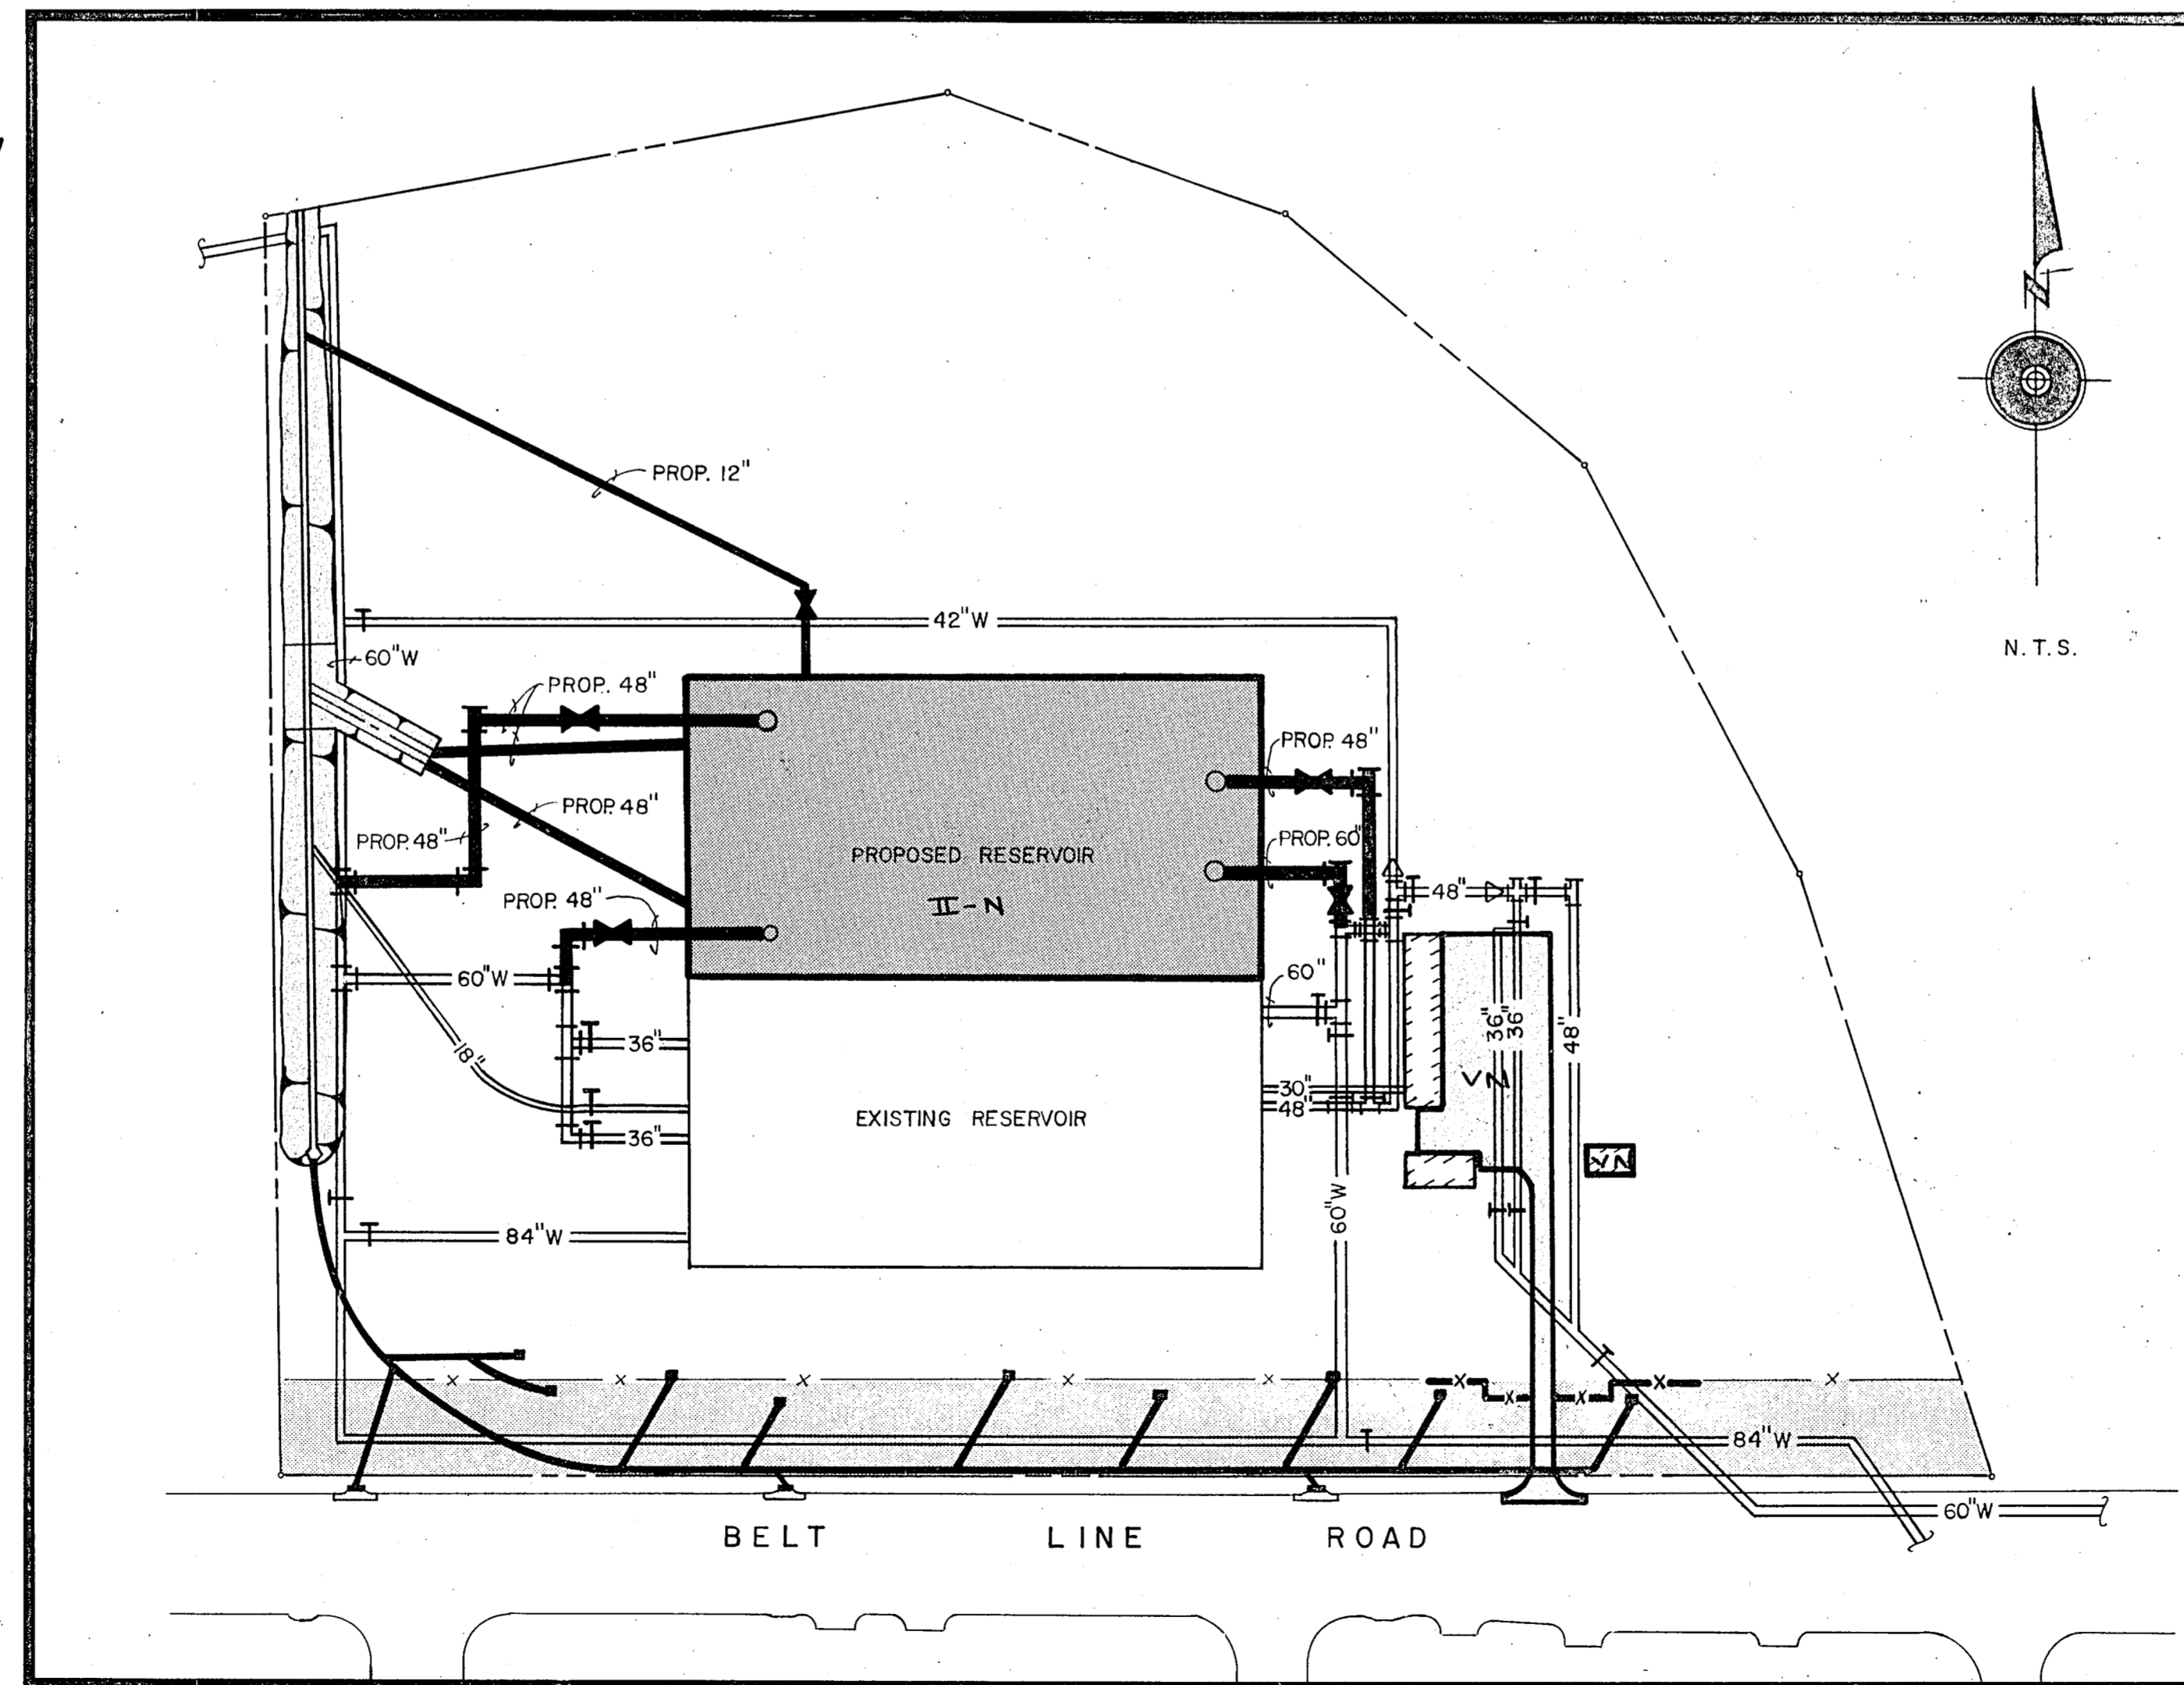 N
N.T.S.
PROP. 12"
42"W
60"W
PROP. 48"
PROP. 48"
PROP. 48"
PROP. 48"
PROP. 60"
PROP. 48"
PROPOSED RESERVOIR
II-N
48"
60"W
60"
36"
36"
36"
48"
18"
VN
30"
48"
EXISTING RESERVOIR
36"
VN
60"W
84"W
84"W
60"W
BELT LINE ROAD